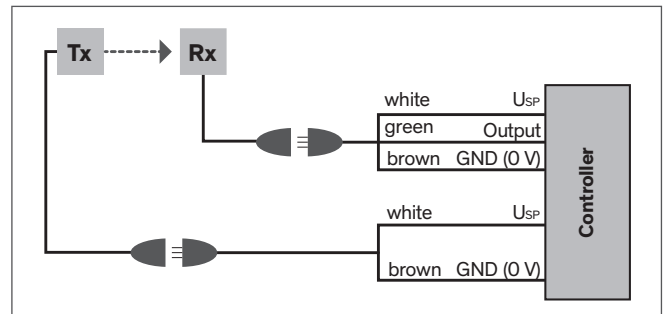 Tx Rx
white USP
green Output
brown GND (0 V)
white USP
brown GND (0 V)
Controller